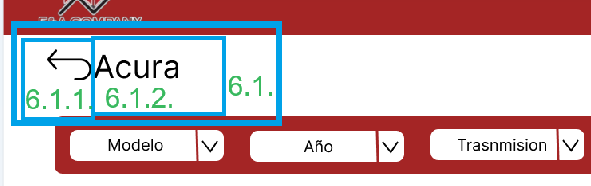 Acura
6.1.1. 6.1.2. 6.1.
Modelo Año Trasnmision